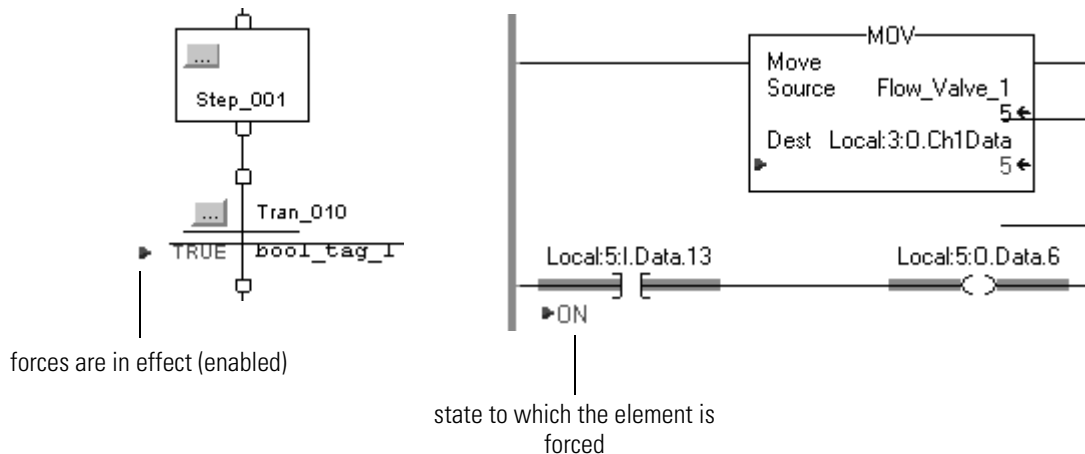 ...
Step_001
...
Tran_010
TRUE bool_tag_1
forces are in effect (enabled)
MOV
Move
Source Flow_Valve_1
5
Dest Local:3:O.Ch1Data
5
Local:5:I.Data.13
Local:5:O.Data.6
ON
state to which the element is
forced